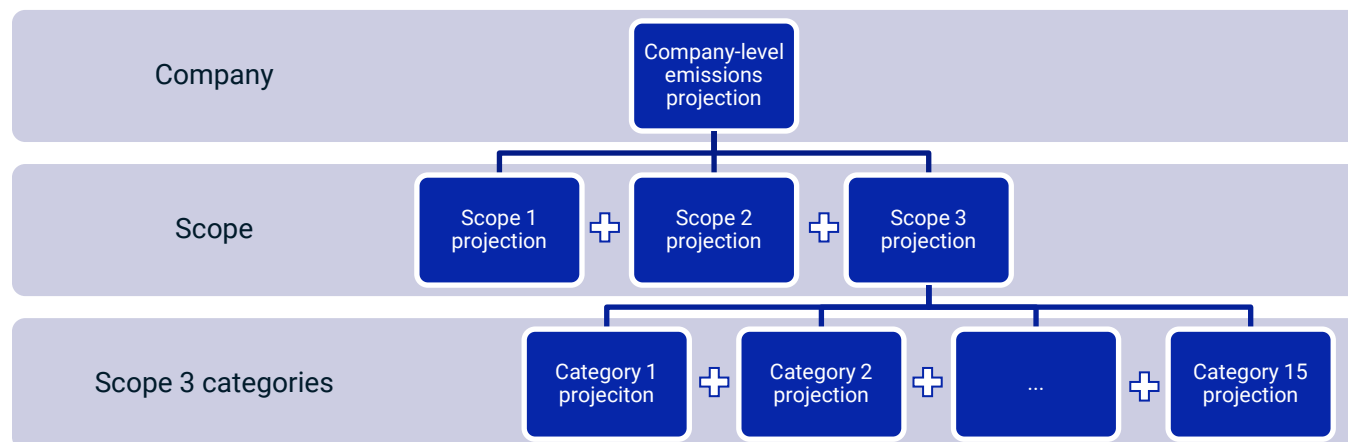 Company
Company-level
emissions
projection
Scope
Scope 1
projection
Scope 2
projection
Scope 3
projection
Scope 3 categories
Category 1
projeciton
Category 2
projection
...
Category 15
projection